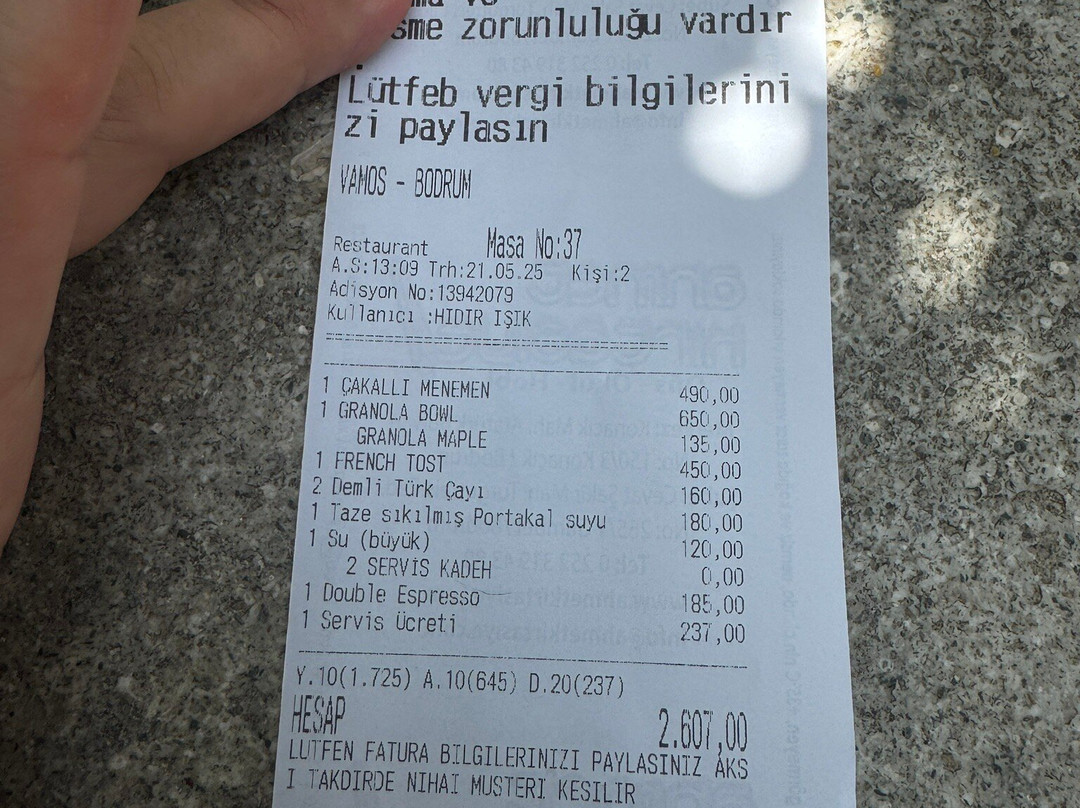 sme zorunluluğu vardır
Lütfeb vergi bilgilerini
zi paylasın
VAMOS - BODRUM
Restaurant Masa No:37
A.S:13:09 Trh:21.05.25 Kişi:2
Adisyon No:13942079
Kullanıcı :HIDIR IŞIK
1 ÇAKALLI MENEMEN 490,00
1 GRANOLA BOWL 650,00
GRANOLA MAPLE 135,00
1 FRENCH TOST 450,00
2 Demli Türk Çayı 160,00
1 Taze sıkılmış Portakal suyu 180,00
1 Su (büyük) 120,00
2 SERVİS KADEH 0,00
1 Double Espresso 185,00
1 Servis Ücreti 237,00
Y.10(1.725) A.10(645) D.20(237)
HESAP 2.607,00
LUTFEN FATURA BILGILERINIZI PAYLASINIZ AKS
I TAKDIRDE NIHAI MUSTERI KESILIR